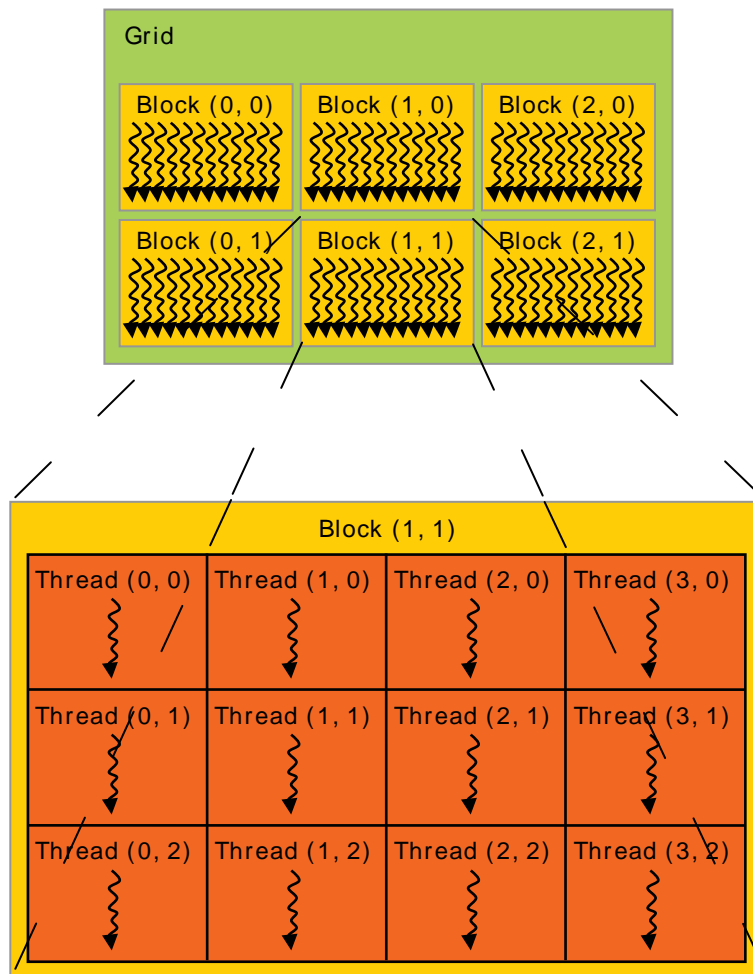 Grid
Block (0, 0) Block (1, 0) Block (2, 0)
Block (0, 1) Block (1, 1) Block (2, 1)
Block (1, 1)
Thread (0, 0) Thread (1, 0) Thread (2, 0) Thread (3, 0)
Thread (0, 1) Thread (1, 1) Thread (2, 1) Thread (3, 1)
Thread (0, 2) Thread (1, 2) Thread (2, 2) Thread (3, 2)